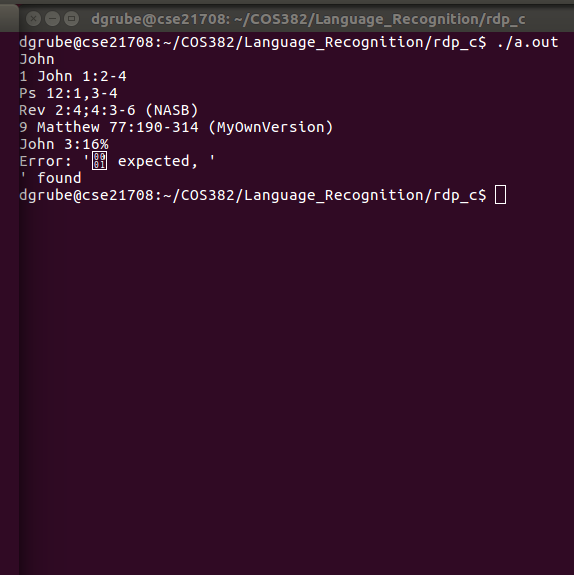 dgrube@cse21708: ~/COS382/Language_Recognition/rdp_c
dgrube@cse21708:~/COS382/Language_Recognition/rdp_c$ ./a.out
John
1 John 1:2-4
Ps 12:1,3-4
Rev 2:4;4:3-6 (NASB)
9 Matthew 77:190-314 (MyOwnVersion)
John 3:16%
Error: '0001 expected, '
' found
dgrube@cse21708:~/COS382/Language_Recognition/rdp_c$